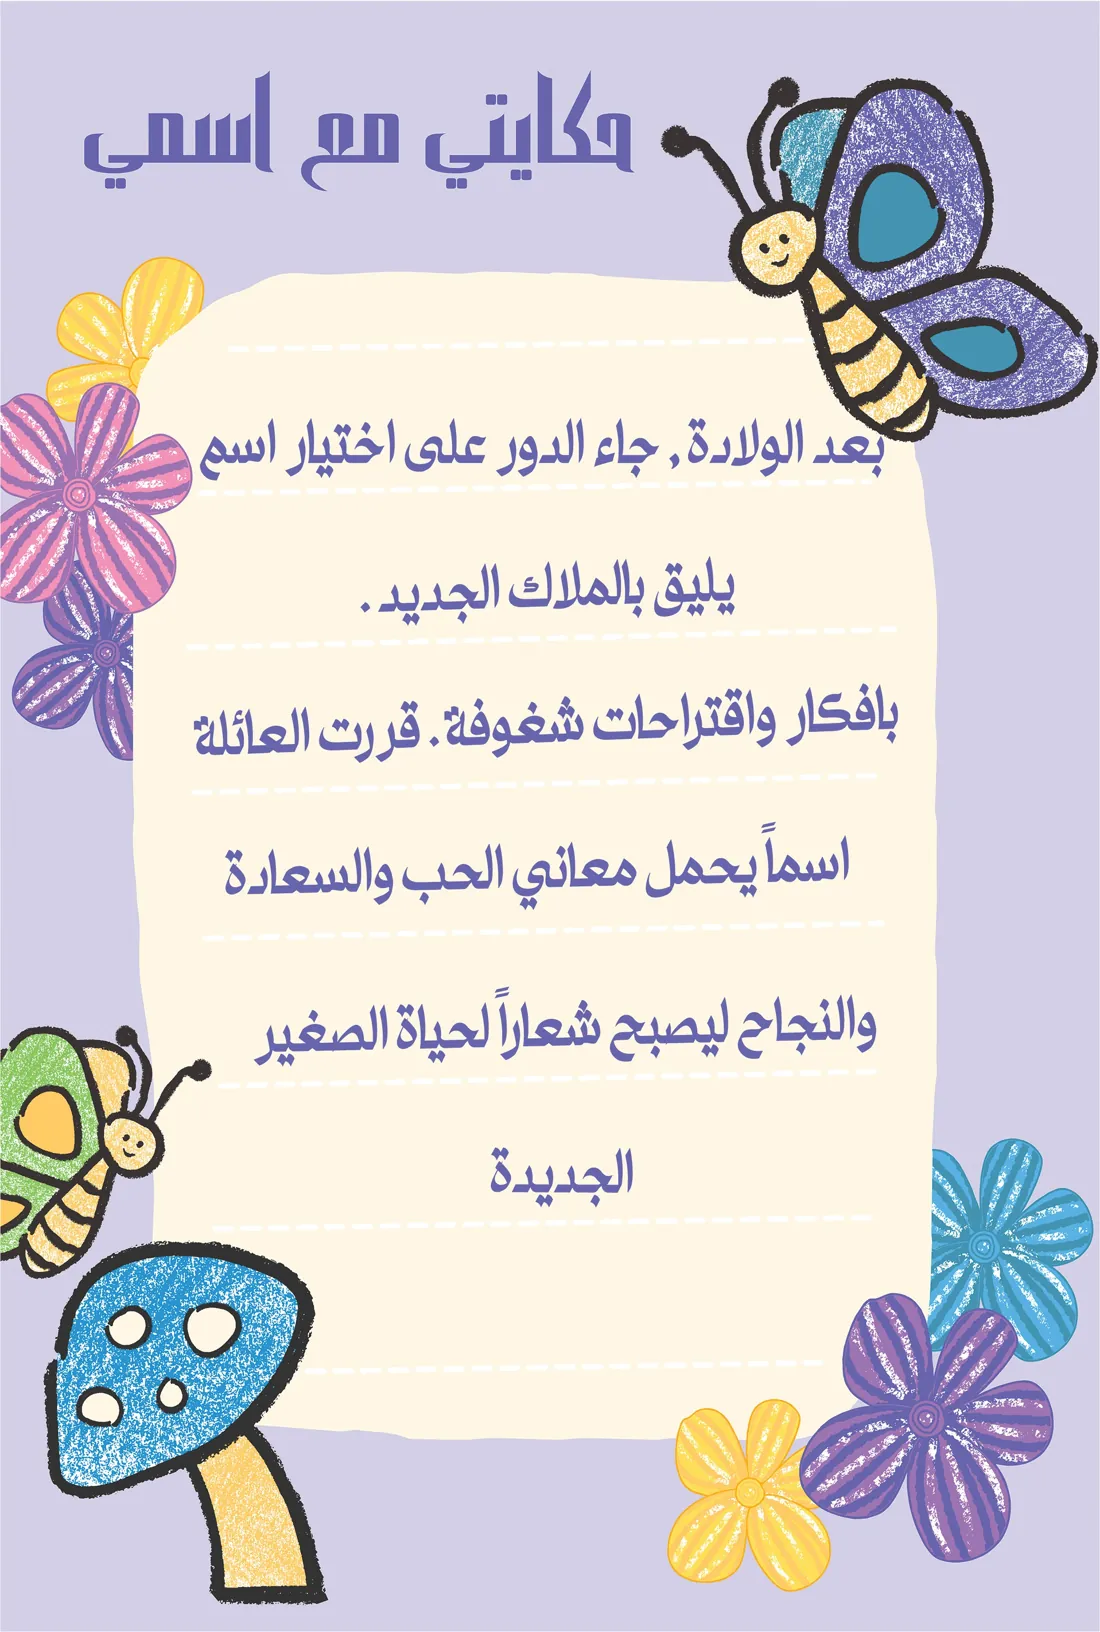 حكايتي مع اسمي
بعد الولادة, جاء الدور على اختيار اسم
يليق بالملاك الجديد.
بافكار واقتراحات شغوفة. قررت العائلة
اسماً يحمل معاني الحب والسعادة
والنجاح ليصبح شعاراً لحياة الصغير
الجديدة